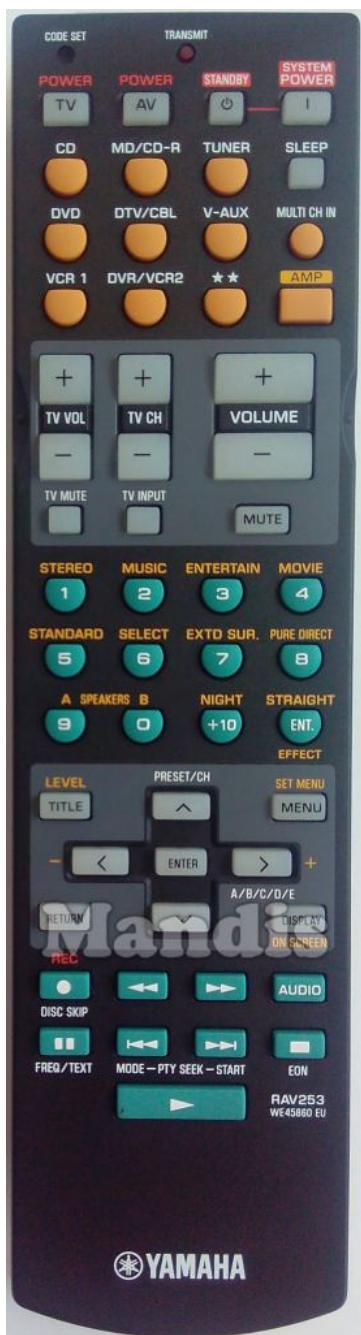 CODE SET TRANSMIT
POWER POWER STANDBY SYSTEM POWER
TV AV I
CD MD/CD-R TUNER SLEEP
DVD DTV/CBL V-AUX MULTI CH IN
VCR 1 DVR/VCR2 ★★ AMP
+ + +
TV VOL TV CH VOLUME
− − −
TV MUTE TV INPUT
MUTE
STEREO MUSIC ENTERTAIN MOVIE
1 2 3 4
STANDARD SELECT EXTD SUR. PURE DIRECT
5 6 7 8
A SPEAKERS B NIGHT STRAIGHT
9 0 +10 ENT.
EFFECT
LEVEL PRESET/CH SET MENU
TITLE MENU
− ENTER +
A/B/C/D/E
RETURN DISPLAY
Mandis
ON SCREEN
REC
AUDIO
DISC SKIP
FREQ/TEXT MODE – PTY SEEK – START EON
RAV253
WE45860 EU
YAMAHA